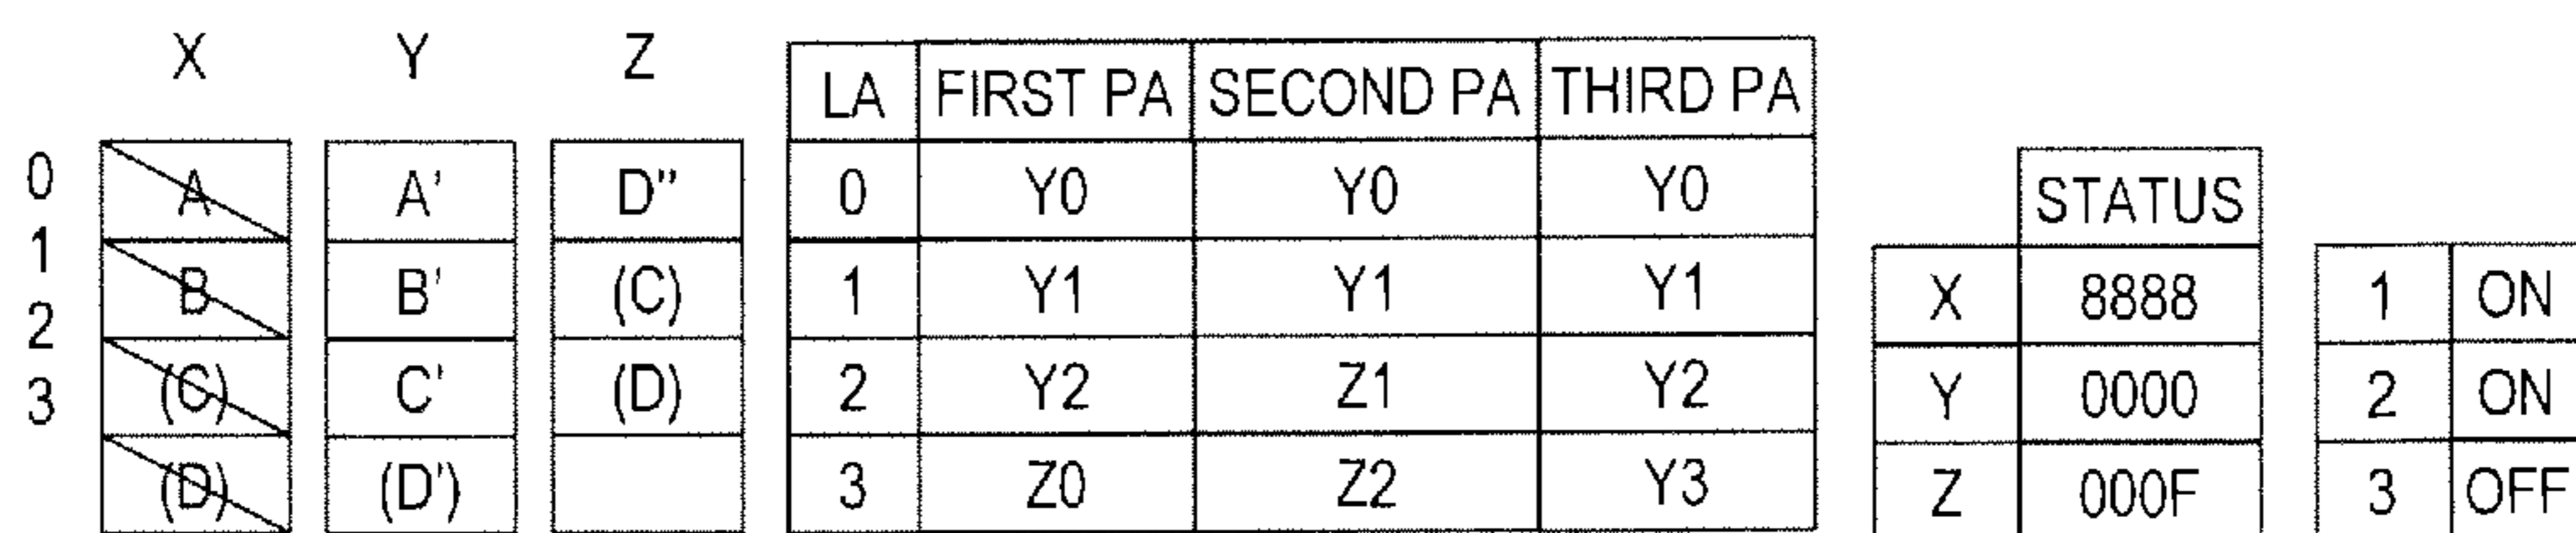 X Y Z
LA FIRST PA SECOND PA THIRD PA
0 A A' D" 0 Y0 Y0 Y0
STATUS
1 B B' (C) 1 Y1 Y1 Y1 X 8888 1 ON
2 (C) C' (D) 2 Y2 Z1 Y2 Y 0000 2 ON
3 (D) (D') 3 Z0 Z2 Y3 Z 000F 3 OFF